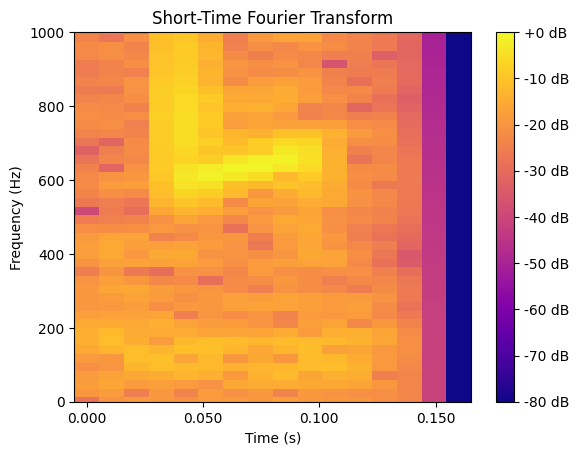 Short-Time Fourier Transform
Frequency (Hz)
1000
800
600
400
200
0
0.000
0.050
0.100
0.150
Time (s)
+0 dB
-10 dB
-20 dB
-30 dB
-40 dB
-50 dB
-60 dB
-70 dB
-80 dB